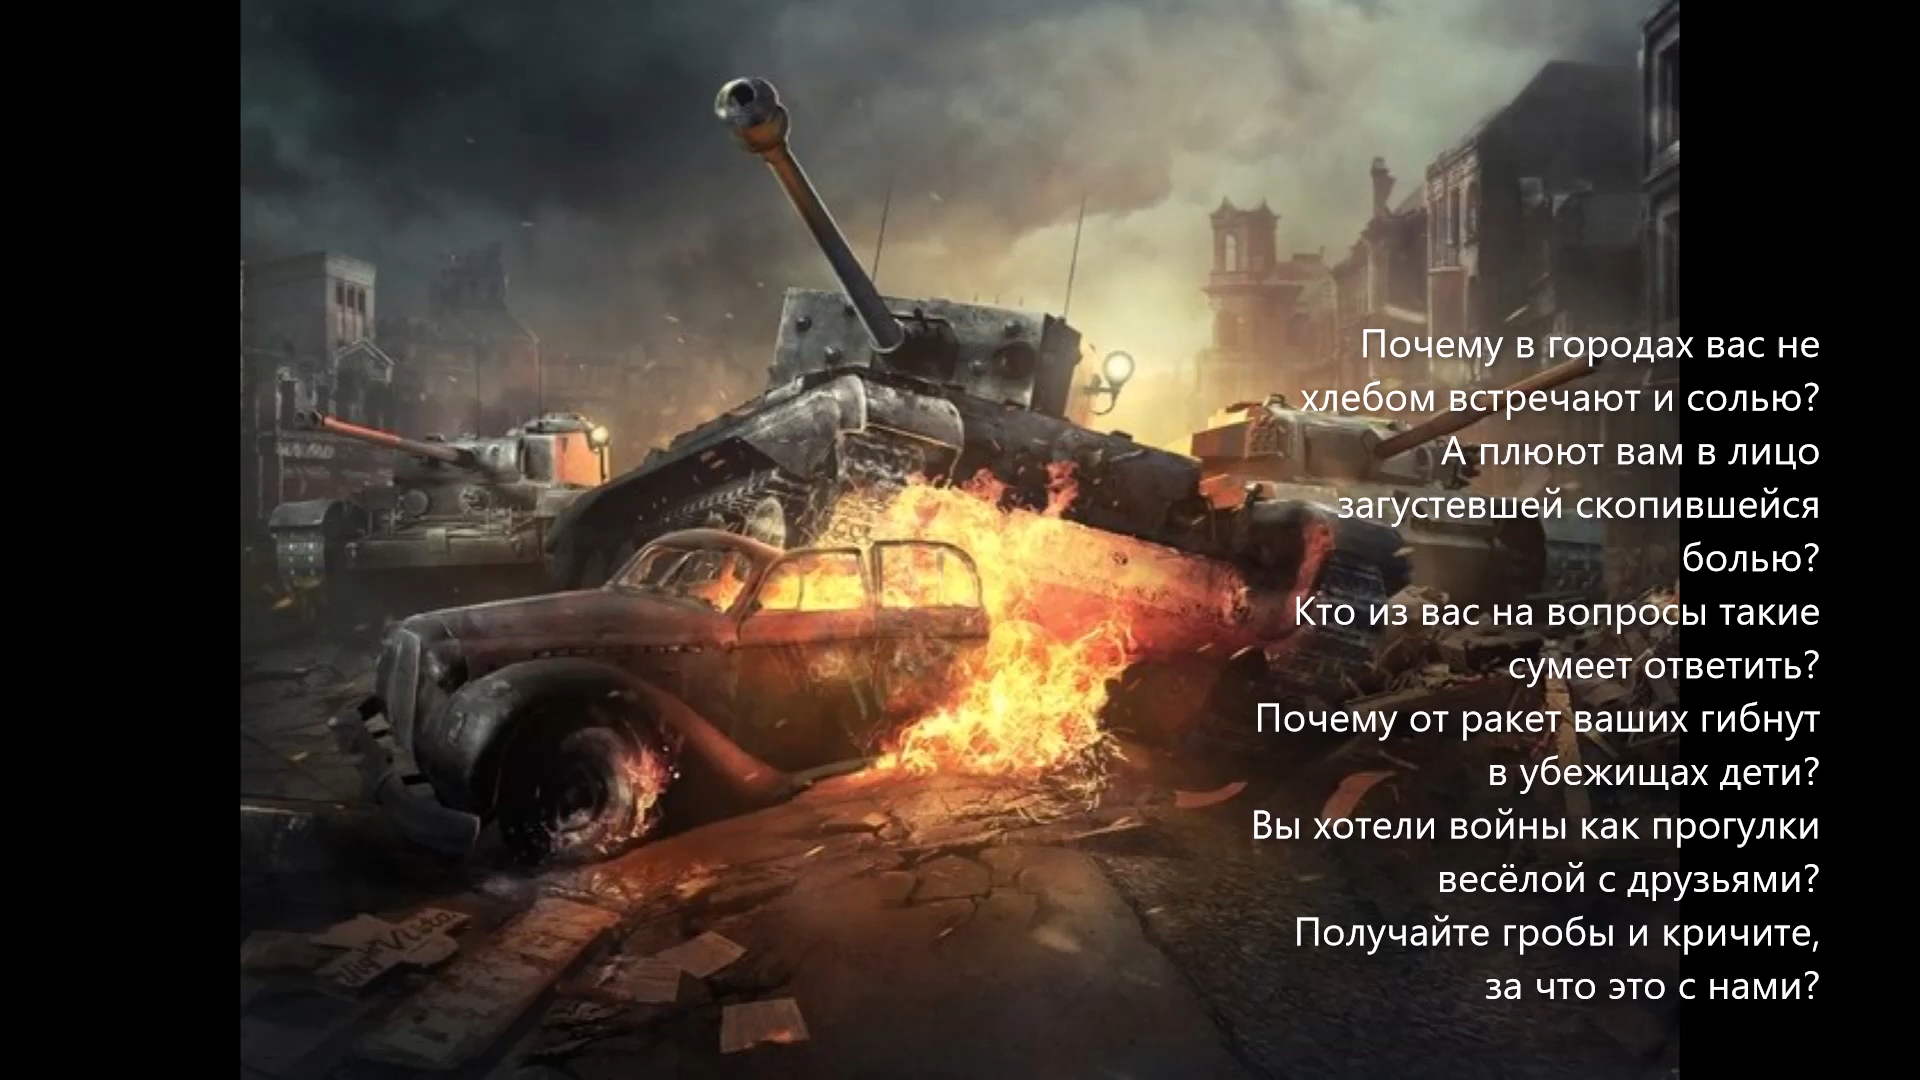 Почему в городах вас не
хлебом встречают и солью?
А плюют вам в лицо
загустевшей скопившейся
болью?
Кто из вас на вопросы такие
сумеет ответить?
Почему от ракет ваших гибнут
в убежищах дети?
Вы хотели войны как прогулки
весёлой с друзьями?
Получайте гробы и кричите,
за что это с нами?